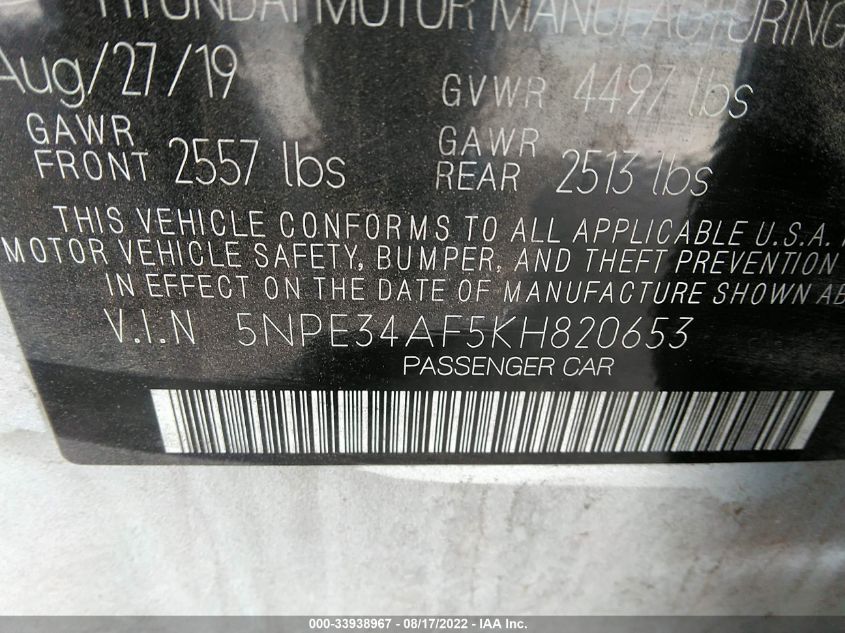 HYUNDAI MOTOR MANUFACTURING
Aug/27/19 GVWR 4497 lbs
GAWR FRONT 2557 lbs GAWR REAR 2513 lbs
THIS VEHICLE CONFORMS TO ALL APPLICABLE U.S.A.
MOTOR VEHICLE SAFETY, BUMPER, AND THEFT PREVENTION
IN EFFECT ON THE DATE OF MANUFACTURE SHOWN AB
V.I.N 5NPE34AF5KH820653
PASSENGER CAR
000-33938967 - 08/17/2022 - IAA Inc.